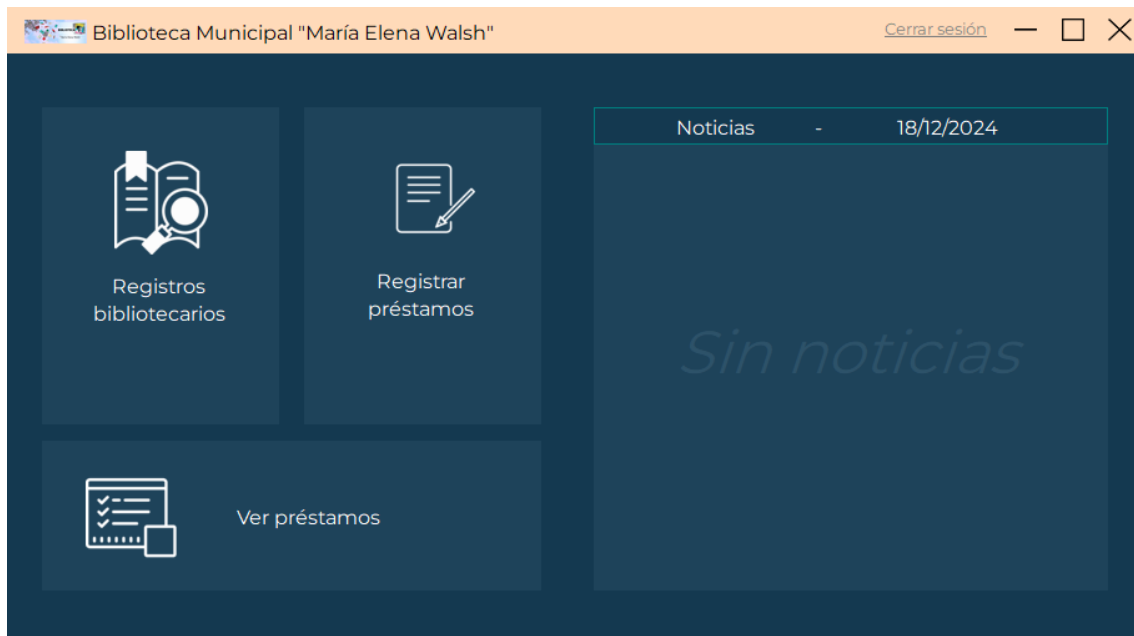 Biblioteca Municipal "María Elena Walsh"
Cerrar sesión
Registros
bibliotecarios
Registrar
préstamos
Ver préstamos
Noticias - 18/12/2024
Sin noticias